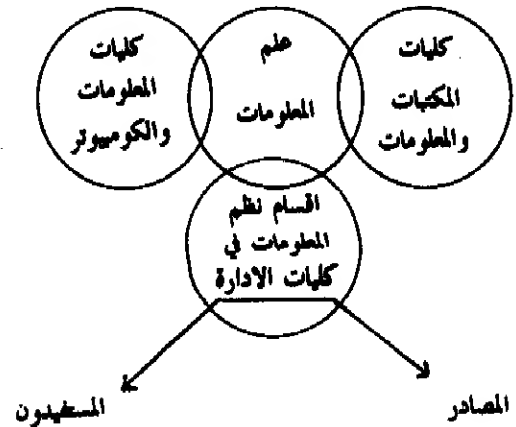 كليات
المكتبات
والمعلومات
علم
المعلومات
كليات
المعلومات
والكومبيوتر
اقسام نظم
المعلومات في
كليات الادارة
المصادر
المستفيدون